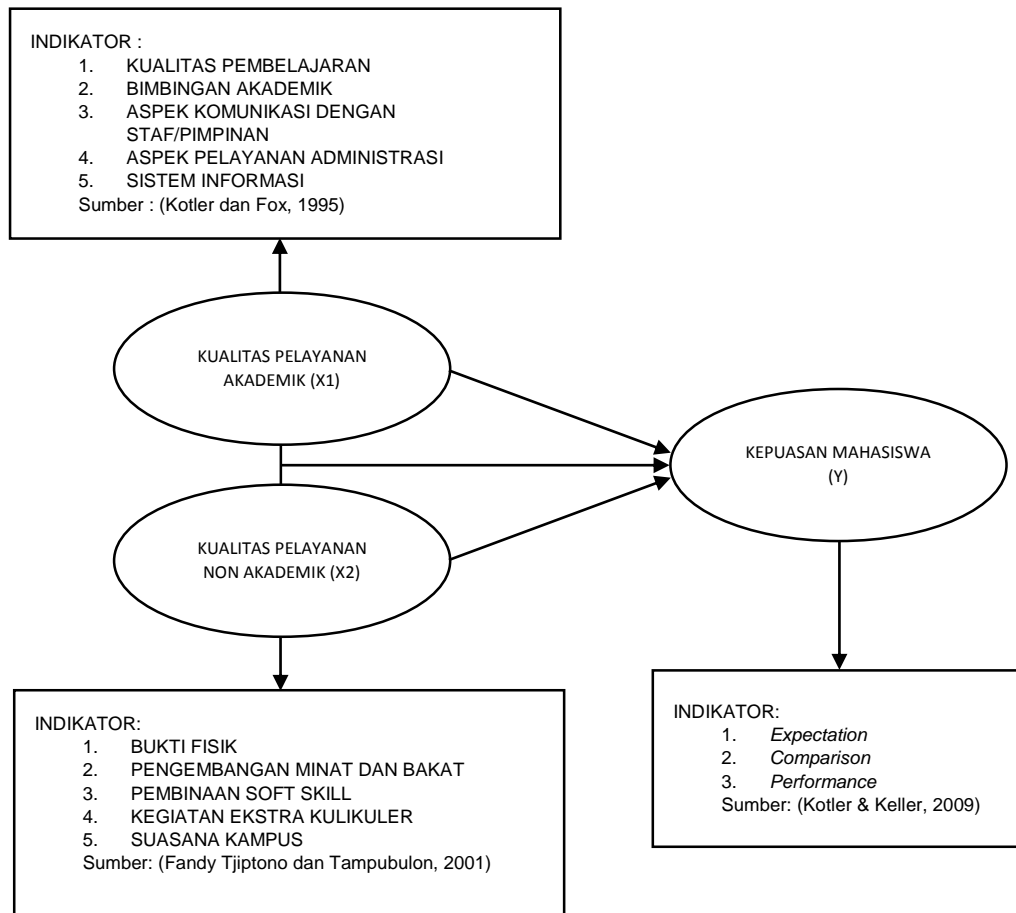 INDIKATOR :
1. KUALITAS PEMBELAJARAN
2. BIMBINGAN AKADEMIK
3. ASPEK KOMUNIKASI DENGAN
STAF/PIMPINAN
4. ASPEK PELAYANAN ADMINISTRASI
5. SISTEM INFORMASI
Sumber : (Kotler dan Fox, 1995)
KUALITAS PELAYANAN
AKADEMIK (X1)
KEPUASAN MAHASISWA
(Y)
KUALITAS PELAYANAN
NON AKADEMIK (X2)
INDIKATOR:
1. BUKTI FISIK
2. PENGEMBANGAN MINAT DAN BAKAT
3. PEMBINAAN SOFT SKILL
4. KEGIATAN EKSTRA KULIKULER
5. SUASANA KAMPUS
Sumber: (Fandy Tjiptono dan Tampubulon, 2001)
INDIKATOR:
1. Expectation
2. Comparison
3. Performance
Sumber: (Kotler & Keller, 2009)